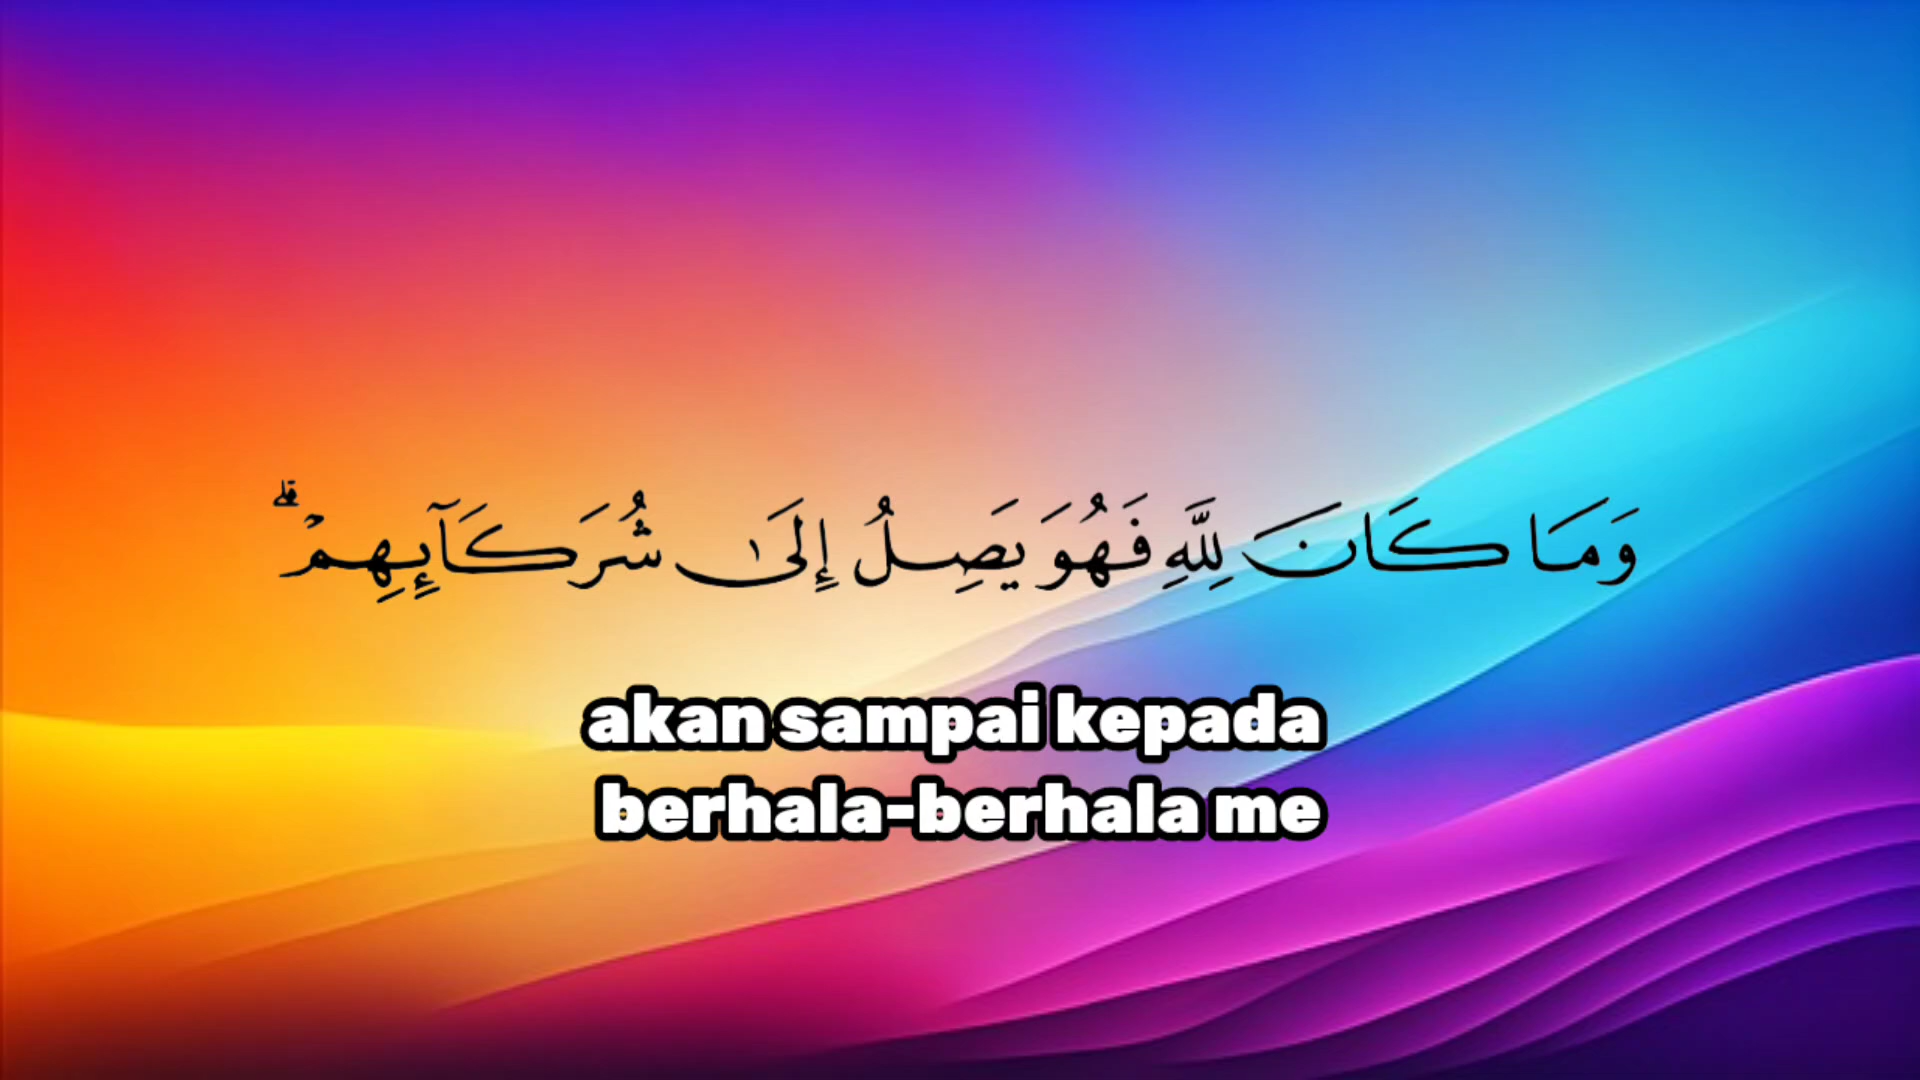 وَمَا كَانَ لِلَّهِ فَهُوَ يَصِلُ إِلَىٰ شُرَكَآئِهِمْ ۗ
akan sampai kepada
berhala-berhala me